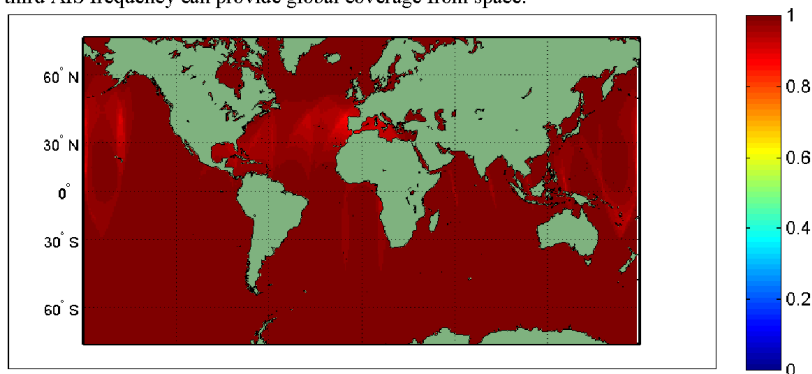 third AIS frequency can provide global coverage from space.
1
60° N
0.8
30° N
0.6
0°
0.4
30° S
0.2
60° S
0